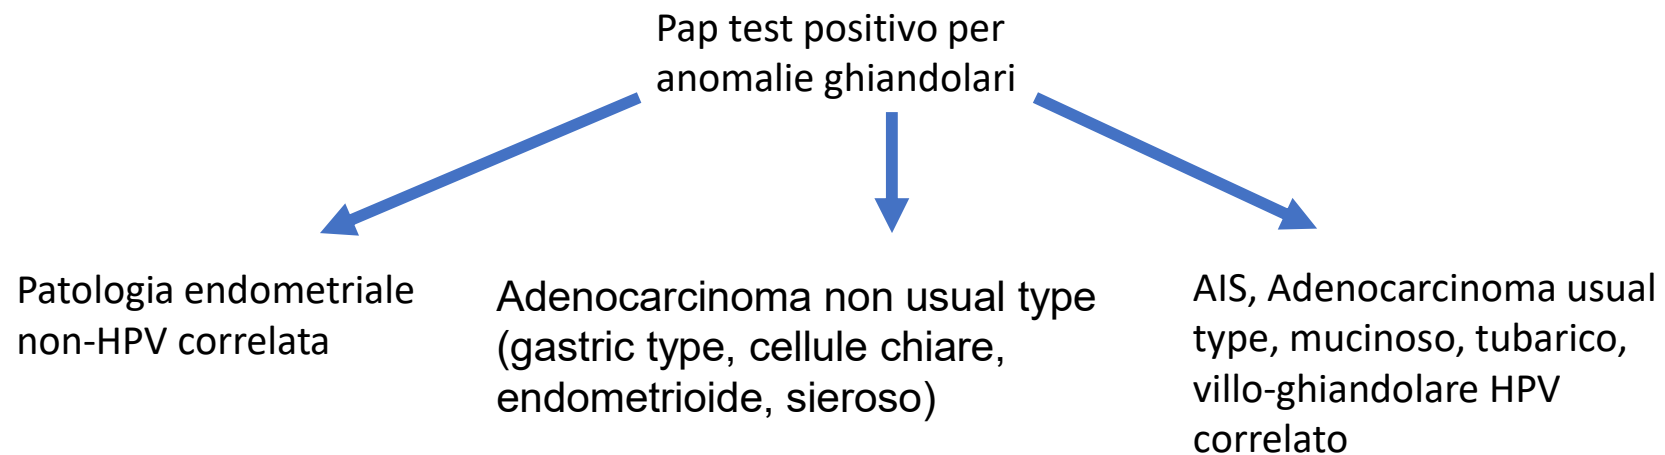 Pap test positivo per
anomalie ghiandolari
Patologia endometriale
non-HPV correlata
Adenocarcinoma non usual type
(gastric type, cellule chiare,
endometrioide, sieroso)
AIS, Adenocarcinoma usual
type, mucinoso, tubarico,
villo-ghiandolare HPV
correlato